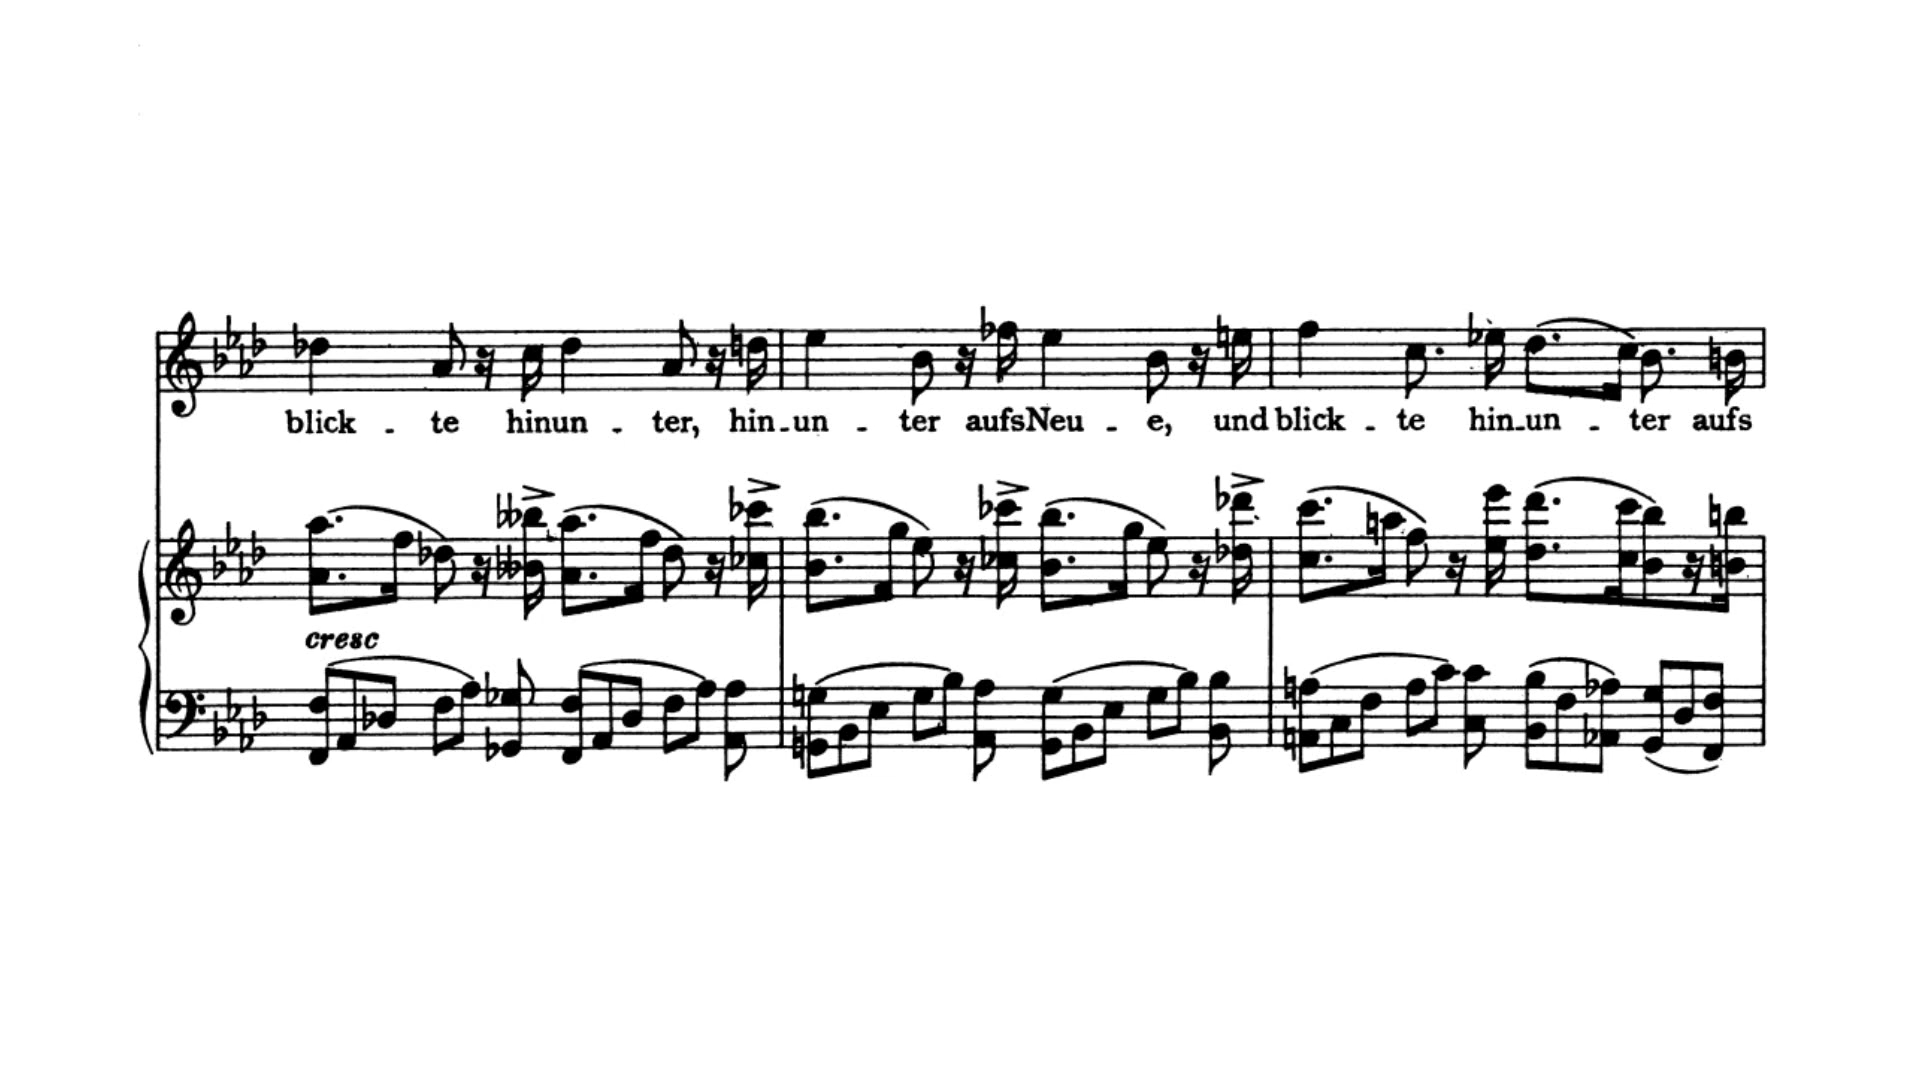 blick - te hinun - ter, hin-un - ter aufs Neu - e, und blick - te hin-un - ter aufs
cresc